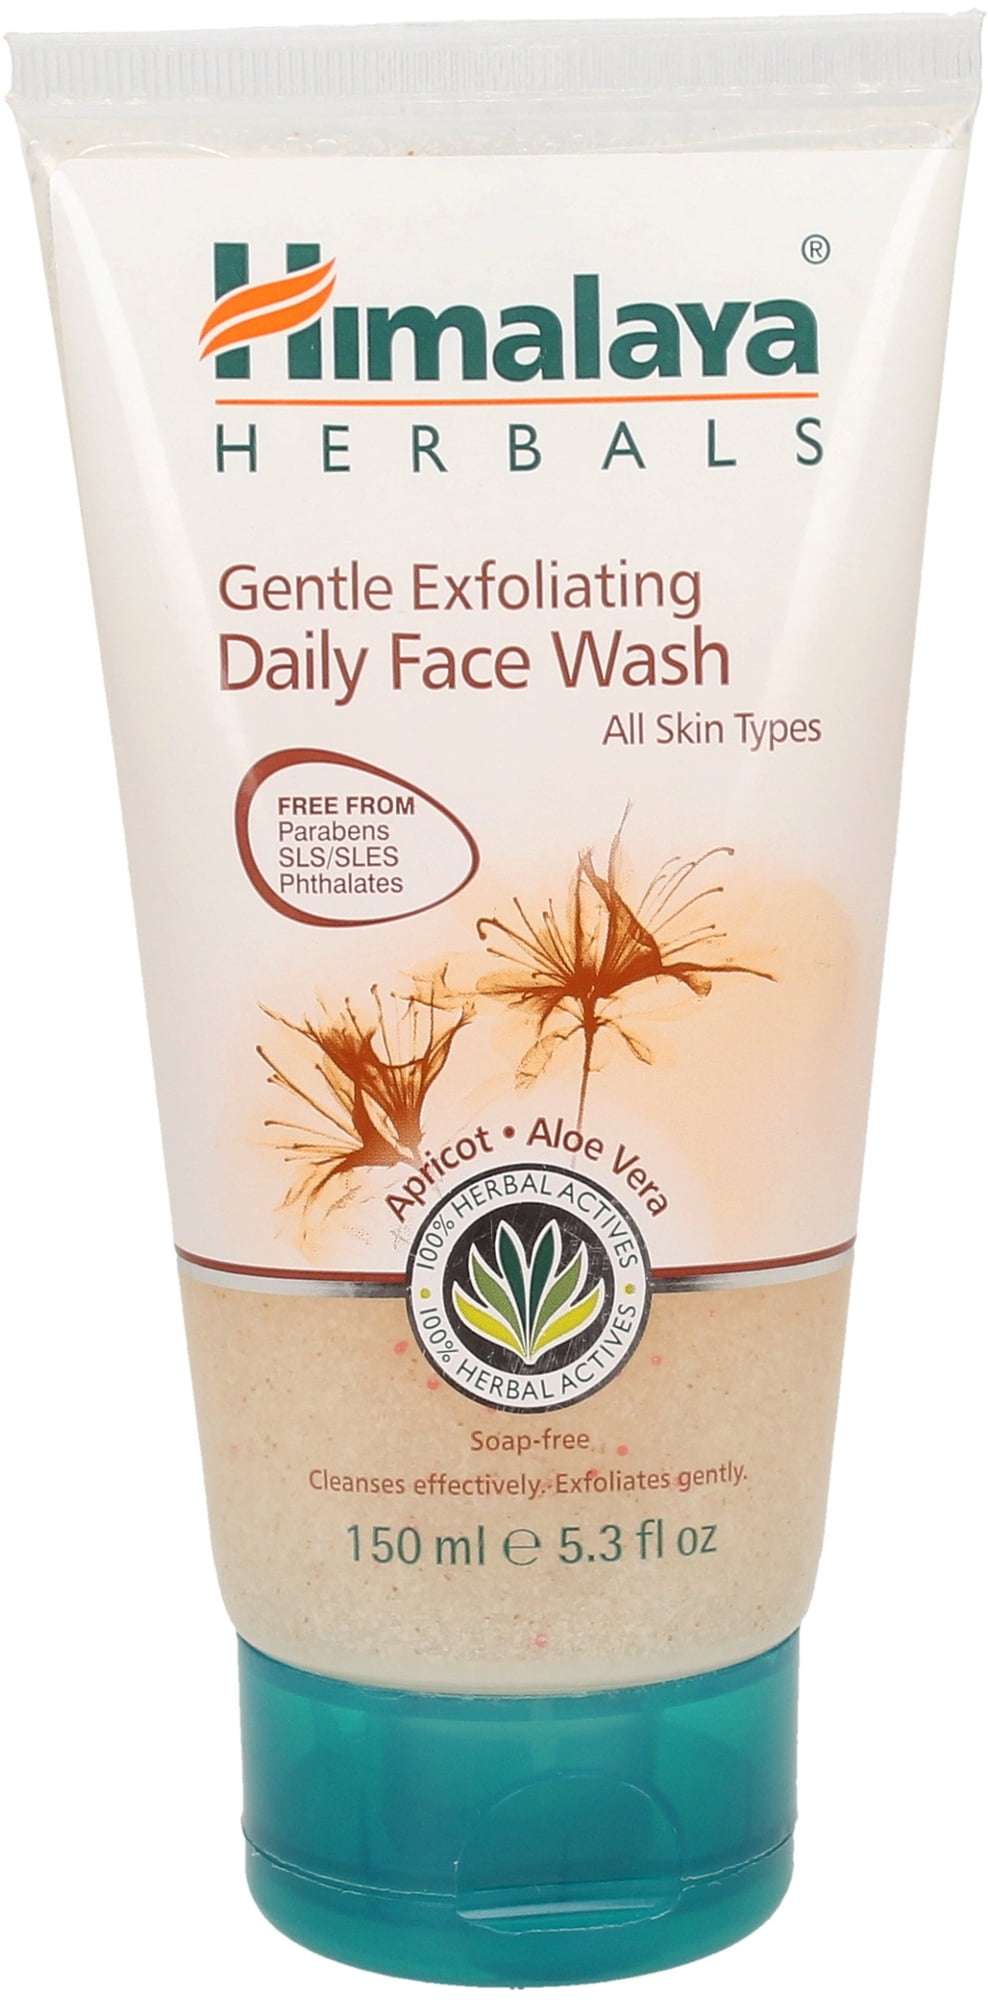 Himalaya ®
HERBALS
Gentle Exfoliating
Daily Face Wash
All Skin Types
FREE FROM
Parabens
SLS/SLES
Phthalates
Apricot • Aloe Vera
100% HERBAL ACTIVES •
100% HERBAL ACTIVES •
Soap-free
Cleanses effectively. Exfoliates gently.
150 ml ℮ 5.3 fl oz